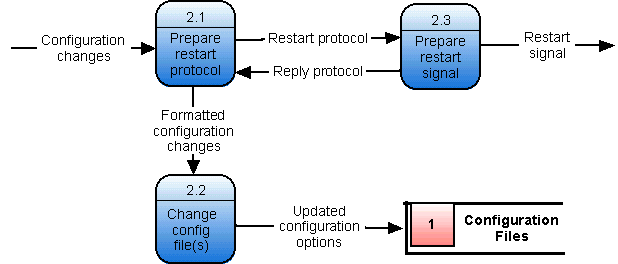 Configuration
changes
2.1
Prepare
restart
protocol
Restart protocol
Reply protocol
2.3
Prepare
restart
signal
Restart
signal
Formatted
configuration
changes
2.2
Change
config
file(s)
Updated
configuration
options
1
Configuration
Files